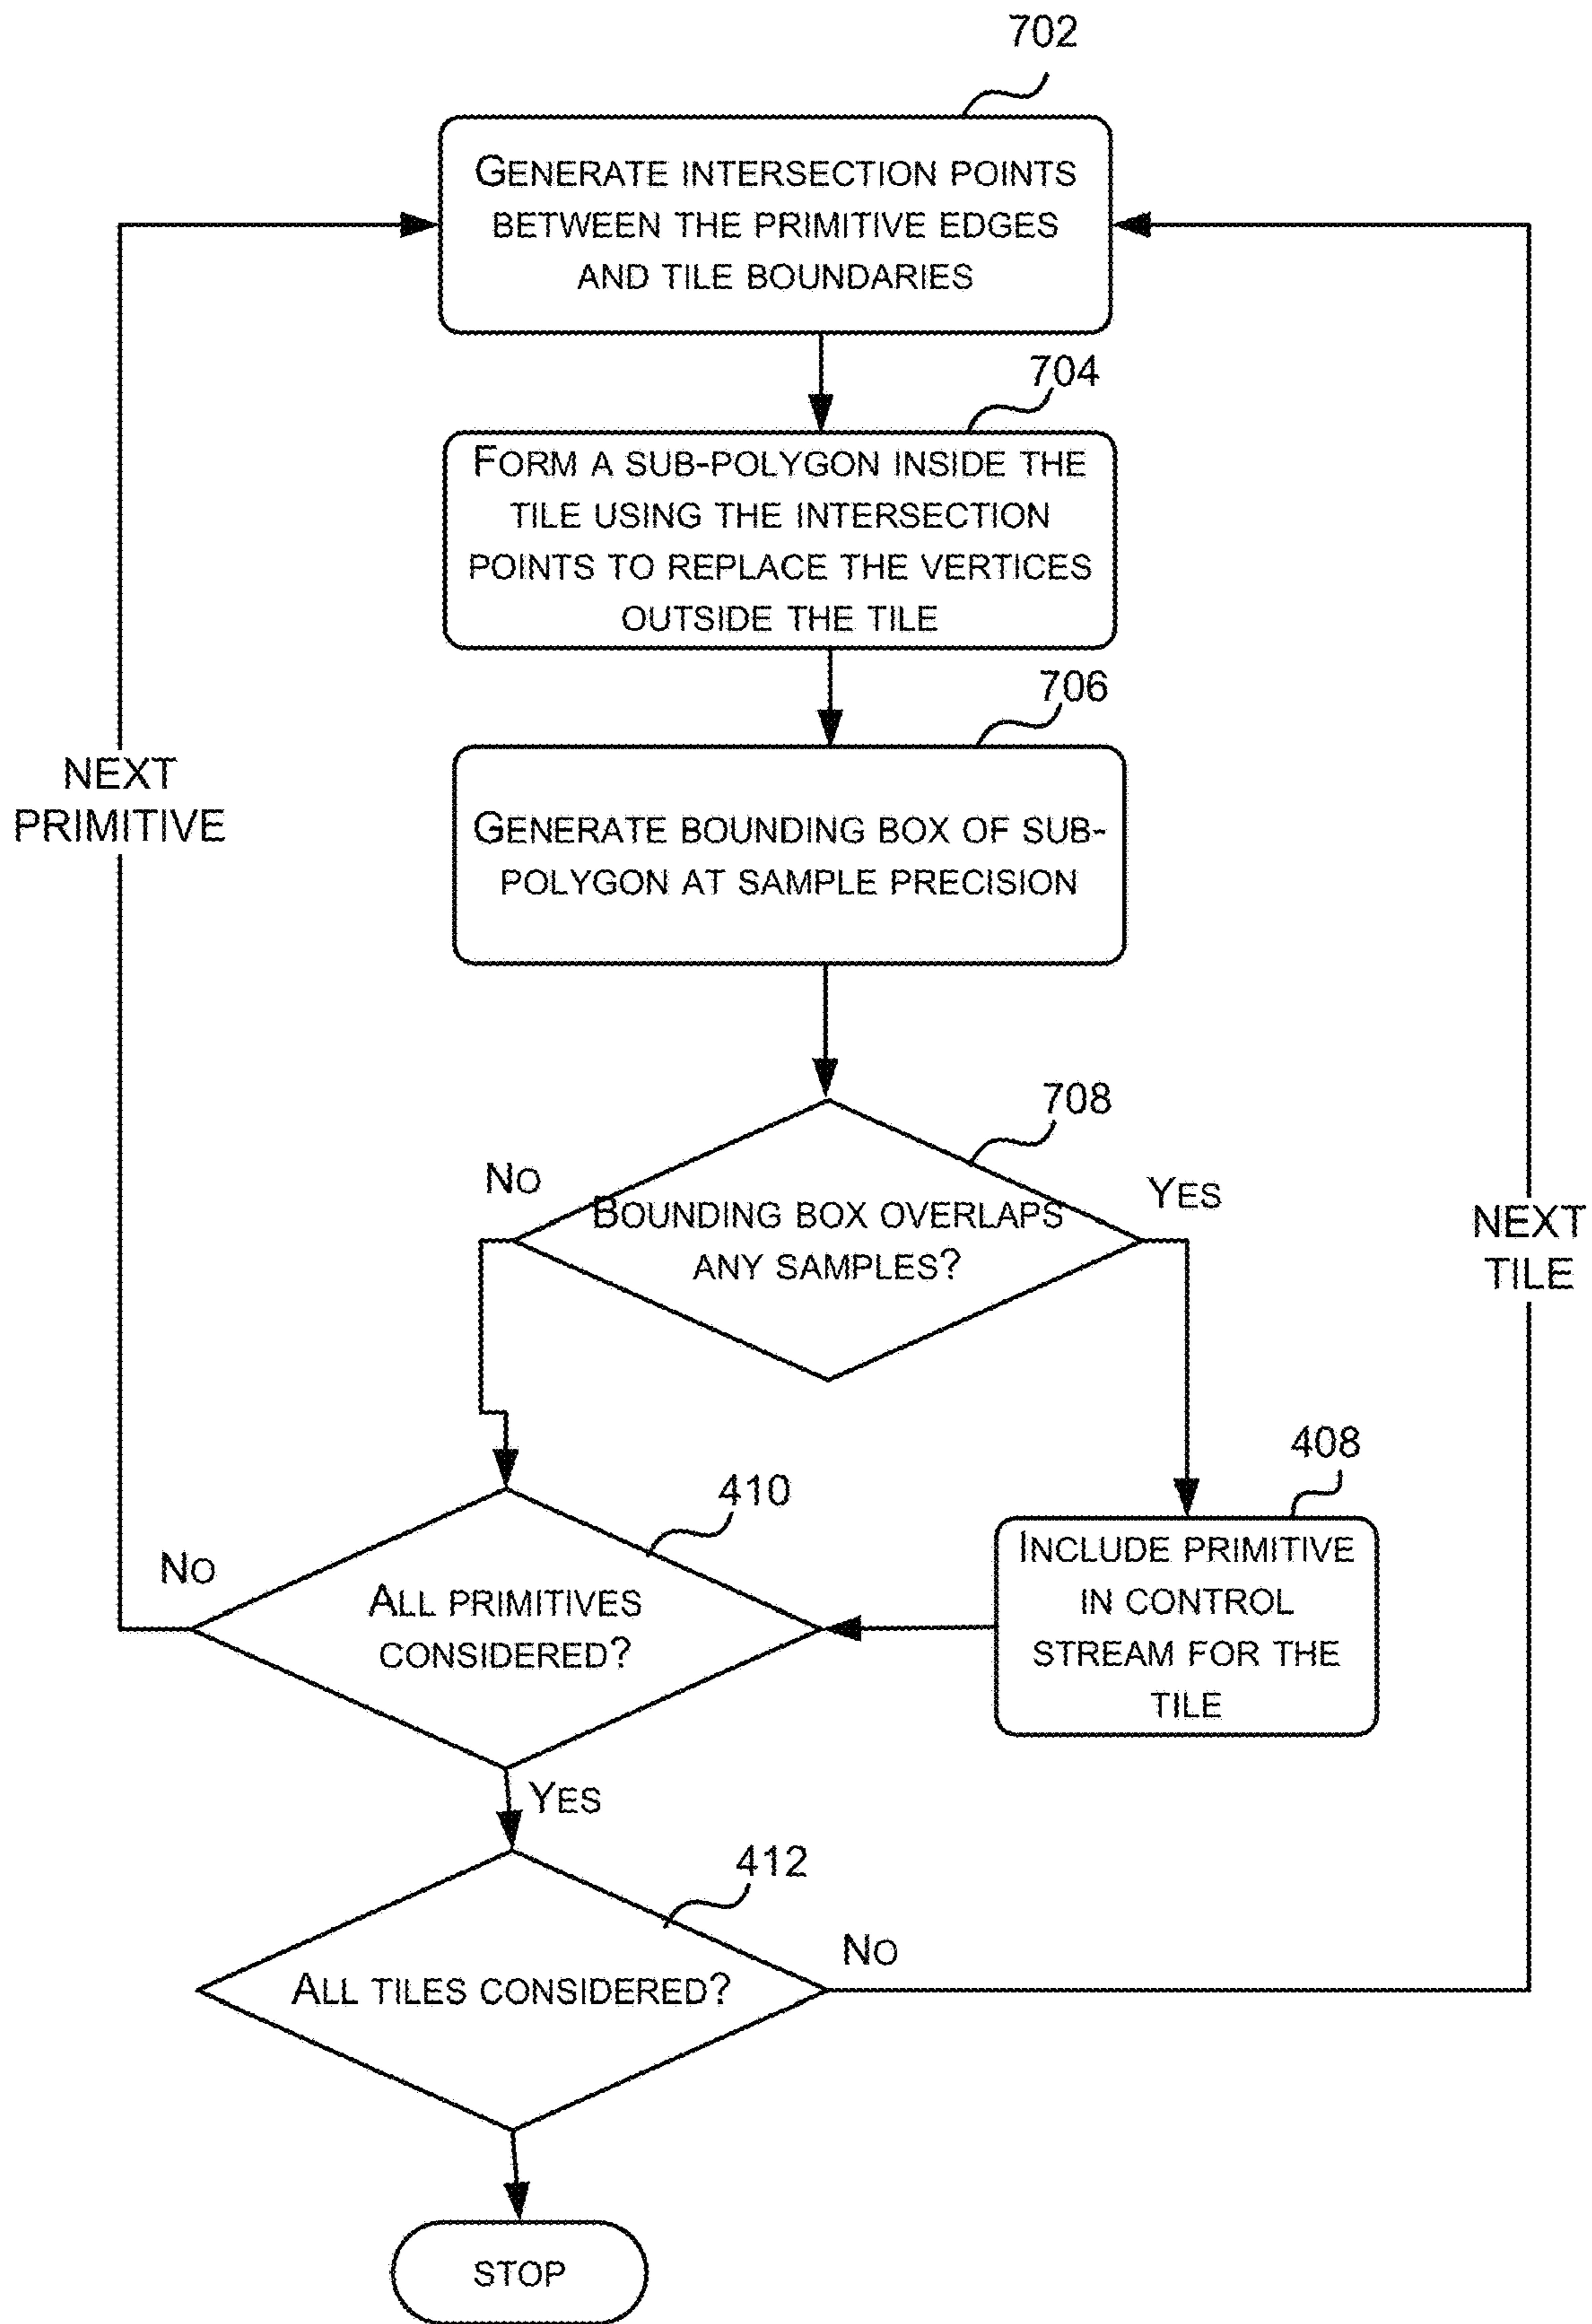 702
GENERATE INTERSECTION POINTS
BETWEEN THE PRIMITIVE EDGES
AND TILE BOUNDARIES
704
FORM A SUB-POLYGON INSIDE THE
TILE USING THE INTERSECTION
POINTS TO REPLACE THE VERTICES
OUTSIDE THE TILE
706
GENERATE BOUNDING BOX OF SUB-
POLYGON AT SAMPLE PRECISION
NEXT
PRIMITIVE
708
NO
YES
BOUNDING BOX OVERLAPS
ANY SAMPLES?
NEXT
TILE
408
INCLUDE PRIMITIVE
IN CONTROL
STREAM FOR THE
TILE
410
NO
ALL PRIMITIVES
CONSIDERED?
YES
412
NO
ALL TILES CONSIDERED?
STOP